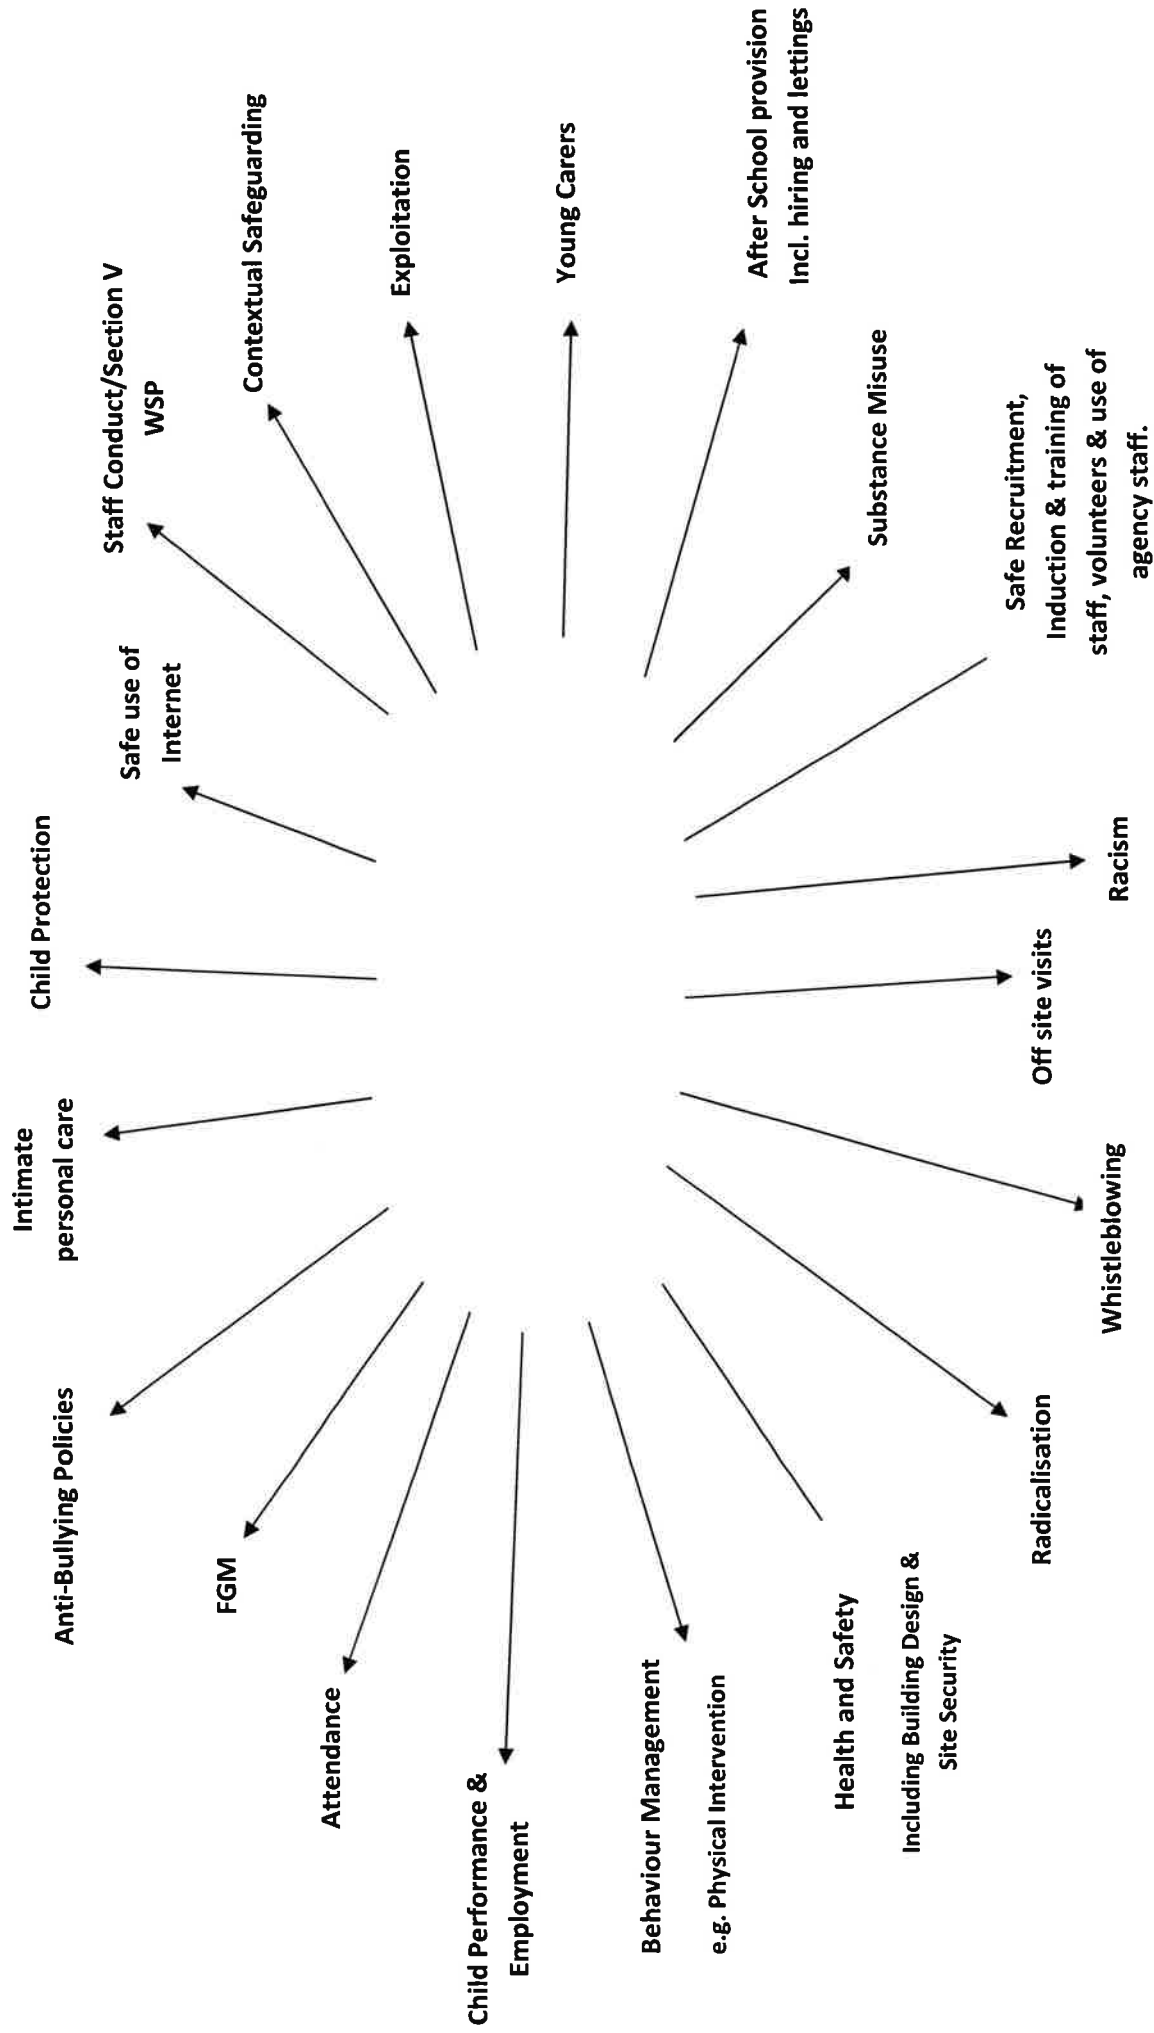 Child Protection
Safe use of
Internet
Staff Conduct/Section V
WSP
Contextual Safeguarding
Exploitation
Young Carers
After School provision
Incl. hiring and lettings
Substance Misuse
Safe Recruitment,
Induction & training of
staff, volunteers & use of
agency staff.
Racism
Off site visits
Whistleblowing
Radicalisation
Health and Safety
Including Building Design &
Site Security
Behaviour Management
e.g. Physical Intervention
Child Performance &
Employment
Attendance
FGM
Anti-Bullying Policies
Intimate
personal care